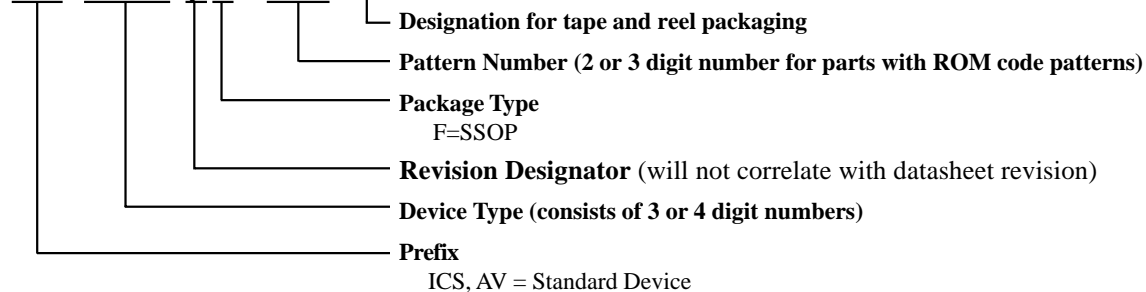 Designation for tape and reel packaging
Pattern Number (2 or 3 digit number for parts with ROM code patterns)
Package Type
F=SSOP
Revision Designator (will not correlate with datasheet revision)
Device Type (consists of 3 or 4 digit numbers)
Prefix
ICS, AV = Standard Device